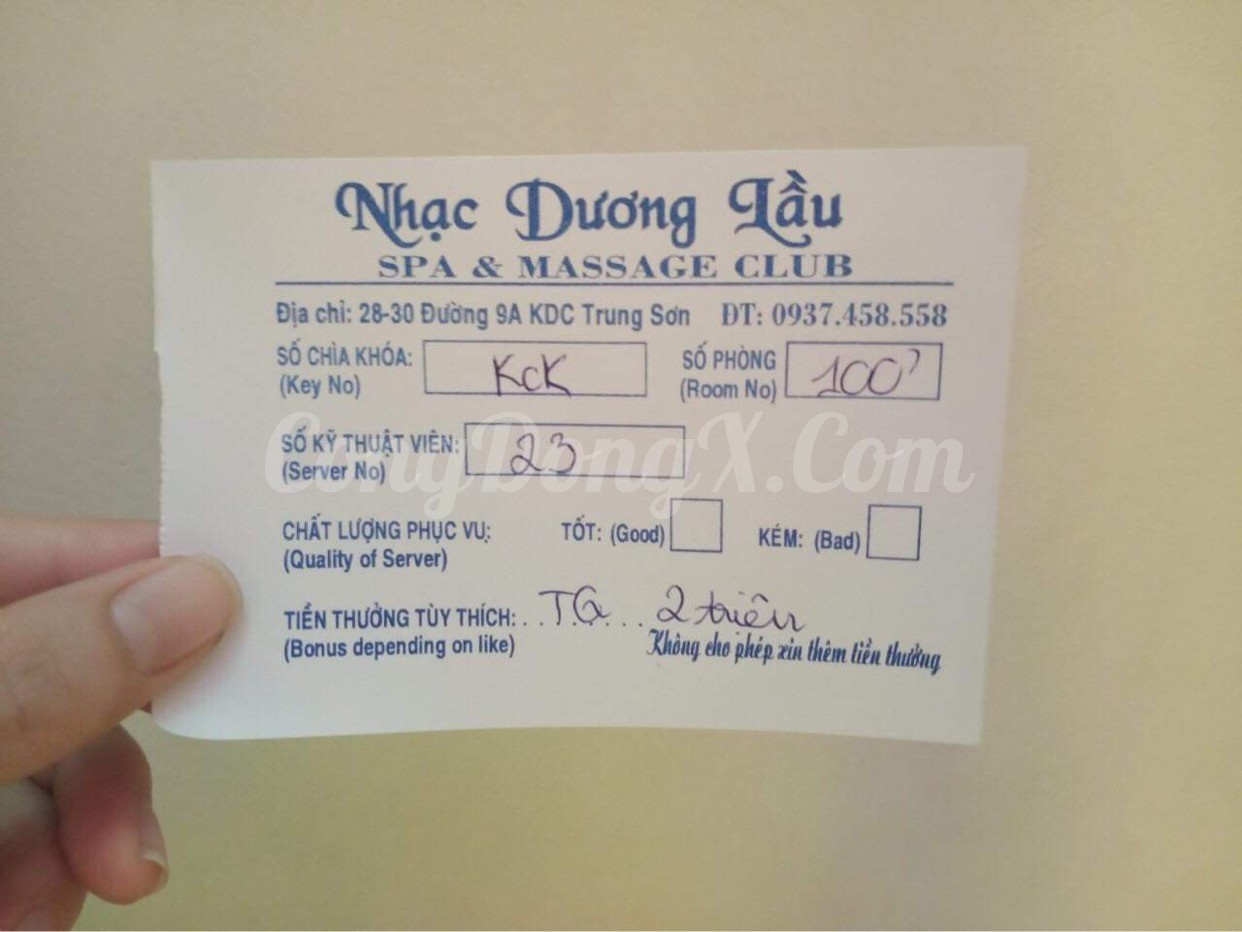 Nhạc Dương Lầu
SPA & MASSAGE CLUB
Địa chỉ: 28-30 Đường 9A KDC Trung Sơn ĐT: 0937.458.558
SỐ CHÌA KHÓA: KcK SỐ PHÒNG 100'
(Key No) (Room No)
CongDongX.Com
SỐ KỸ THUẬT VIÊN: 23
(Server No)
CHẤT LƯỢNG PHỤC VỤ: TỐT: (Good) KÉM: (Bad)
(Quality of Server)
TIỀN THƯỞNG TÙY THÍCH: TG 2 triệu
(Bonus depending on like) Không cho phép xin thêm tiền thưởng